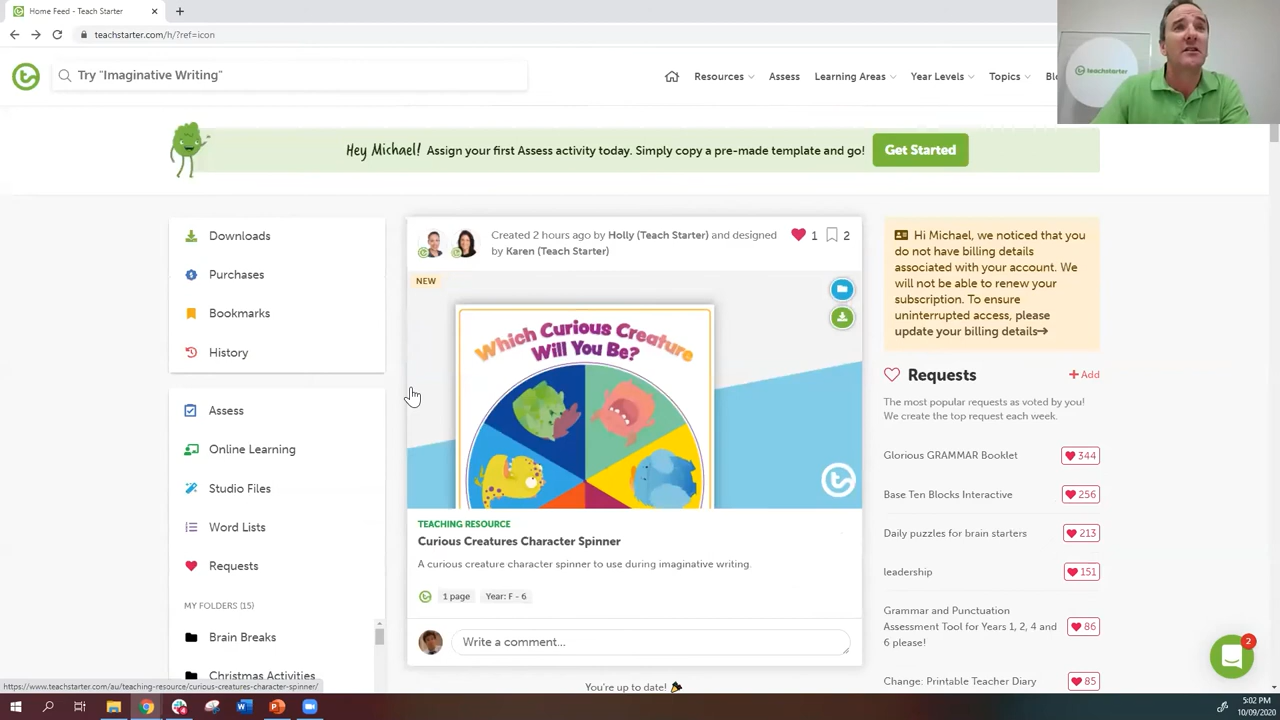 Home Feed - Teach Starter
teachstarter.com/h/?ref=icon
Try "Imaginative Writing"
Resources
Assess
Learning Areas
Year Levels
Topics
teachstarter
Hey Michael! Assign your first Assess activity today. Simply copy a pre-made template and go!
Get Started
Downloads
Purchases
Bookmarks
History
Assess
Online Learning
Studio Files
Word Lists
Requests
MY FOLDERS (15)
Brain Breaks
Christmas Activities
Created 2 hours ago by Holly (Teach Starter) and designed
by Karen (Teach Starter)
1
2
NEW
Which Curious Creature
Will You Be?
TEACHING RESOURCE
Curious Creatures Character Spinner
A curious creature character spinner to use during imaginative writing.
1 page
Year: F - 6
Write a comment...
You're up to date!
Hi Michael, we noticed that you
do not have billing details
associated with your account. We
will not be able to renew your
subscription. To ensure
uninterrupted access, please
update your billing details→
Requests
+ Add
The most popular requests as voted by you!
We create the top request each week.
Glorious GRAMMAR Booklet
344
Base Ten Blocks Interactive
256
Daily puzzles for brain starters
213
leadership
151
Grammar and Punctuation
Assessment Tool for Years 1, 2, 4 and
6 please!
86
Change: Printable Teacher Diary
85
2
https://www.teachstarter.com/au/teaching-resource/curious-creatures-character-spinner/
5:02 PM
10/09/2020